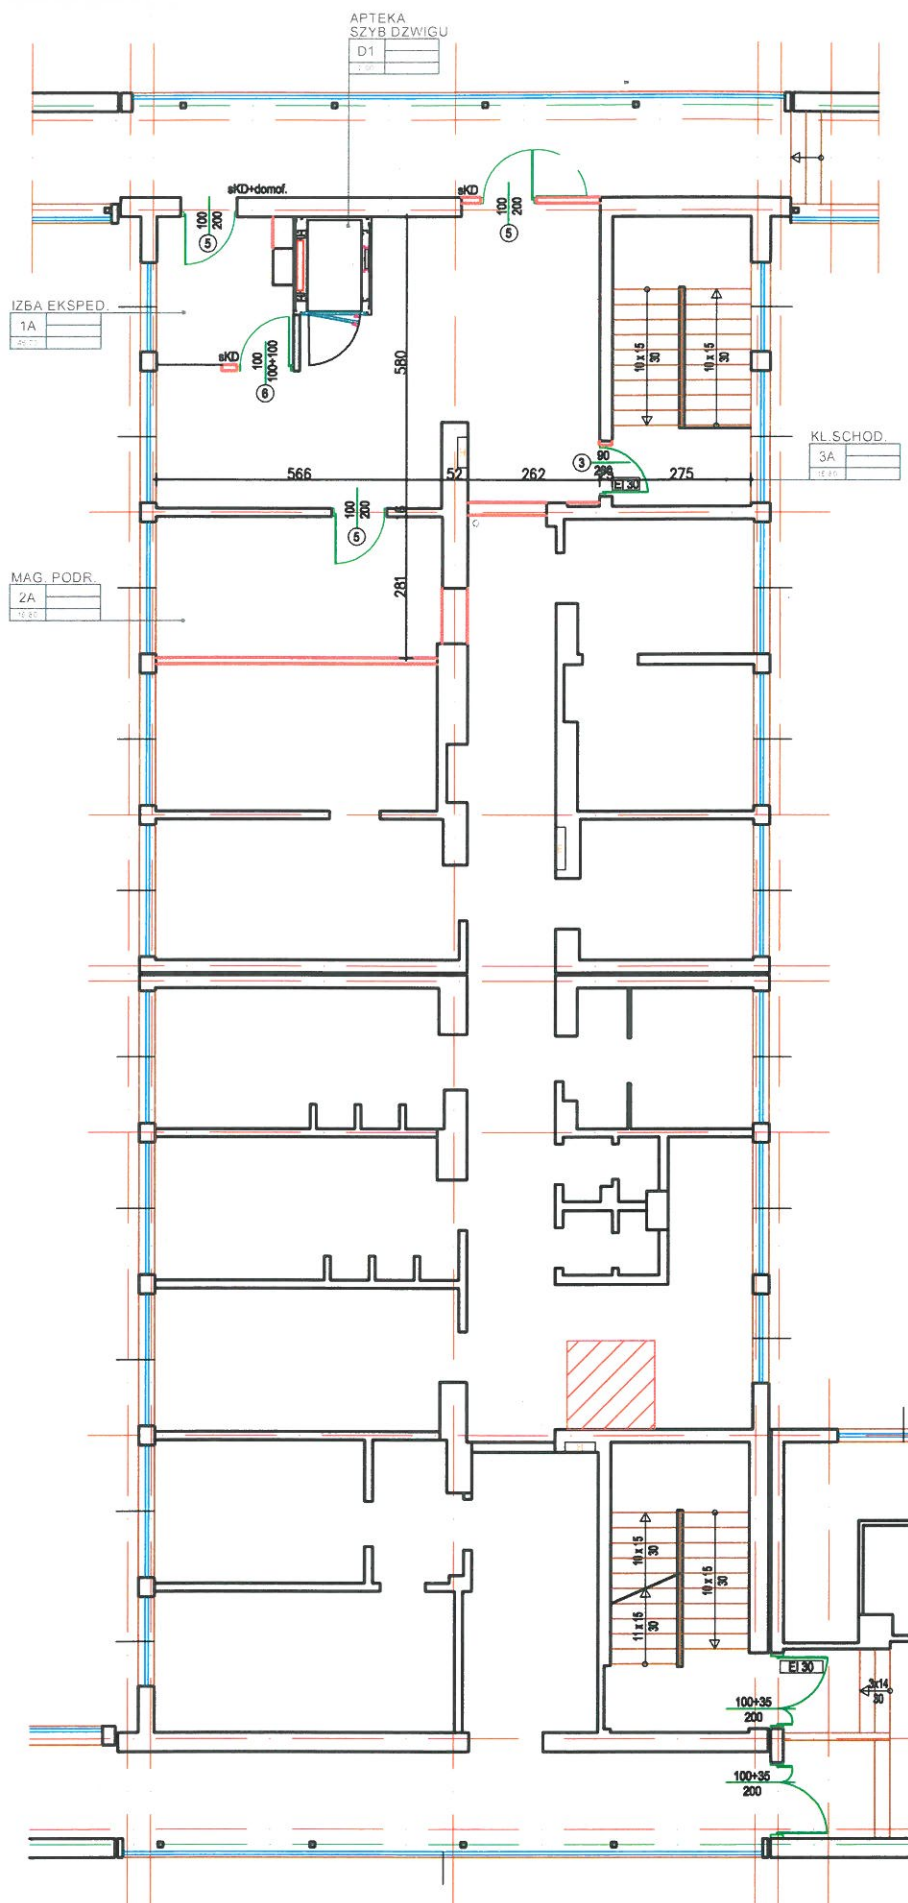 APTEKA
SZYB DZWIGU
D1
sKD+domof.
sKD
100
200
5
100
200
5
IZBA EKSPED.
1A
sKD
100
100+100
6
580
10 x 15
30
10 x 15
30
KL.SCHOD.
3A
3
90
EI 30
566
52
262
275
100
200
5
MAG. PODR.
2A
281
10 x 15
30
11 x 15
30
10 x 15
30
EI 30
3x14
30
100+35
200
100+35
200